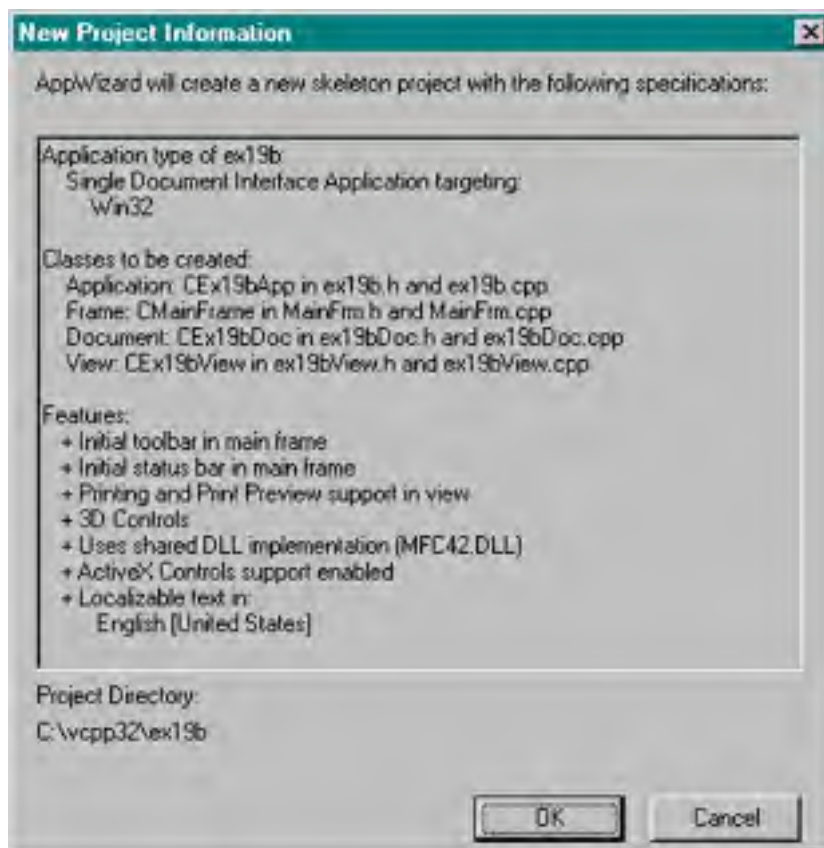 New Project Information
AppWizard will create a new skeleton project with the following specifications:
Application type of ex19b:
Single Document Interface Application targeting:
Win32
Classes to be created:
Application: CEx19bApp in ex19b.h and ex19b.cpp
Frame: CMainFrame in MainFrm.h and MainFrm.cpp
Document: CEx19bDoc in ex19bDoc.h and ex19bDoc.cpp
View: CEx19bView in ex19bView.h and ex19bView.cpp
Features:
+ Initial toolbar in main frame
+ Initial status bar in main frame
+ Printing and Print Preview support in view
+ 3D Controls
+ Uses shared DLL implementation (MFC42.DLL)
+ ActiveX Controls support enabled
+ Localizable text in:
English [United States]
Project Directory:
C:\vcpp32\ex19b
OK
Cancel